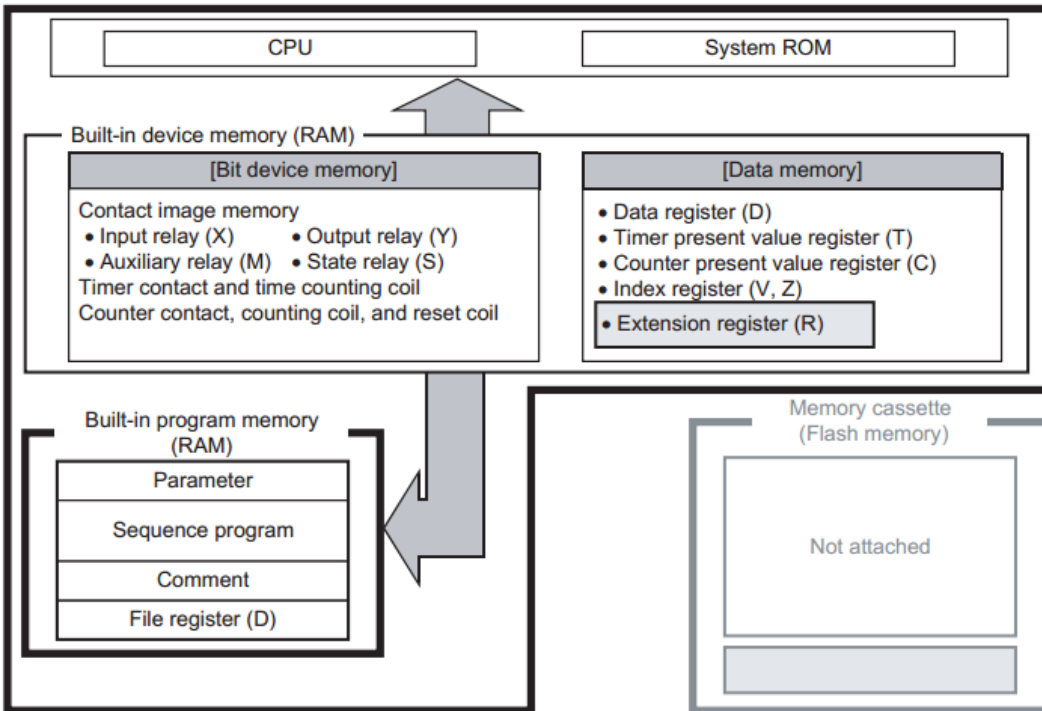 CPU
System ROM
Built-in device memory (RAM)
[Bit device memory]
Contact image memory
• Input relay (X) • Output relay (Y)
• Auxiliary relay (M) • State relay (S)
Timer contact and time counting coil
Counter contact, counting coil, and reset coil
[Data memory]
• Data register (D)
• Timer present value register (T)
• Counter present value register (C)
• Index register (V, Z)
• Extension register (R)
Built-in program memory
(RAM)
Parameter
Sequence program
Comment
File register (D)
Memory cassette
(Flash memory)
Not attached